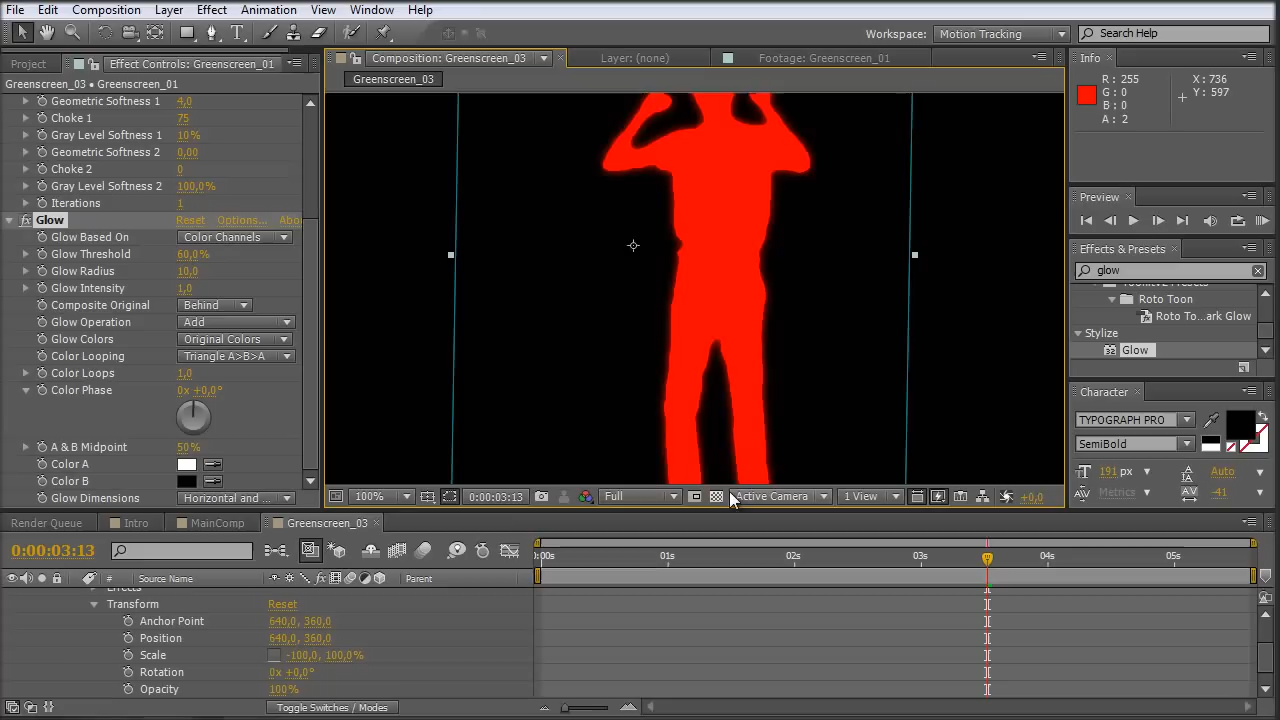 File Edit Composition Layer Effect Animation View Window Help
Workspace: Motion Tracking Search Help
Project Effect Controls: Greenscreen_01 Composition: Greenscreen_03 Layer: (none) Footage: Greenscreen_01 Info
Greenscreen_03 • Greenscreen_01 Greenscreen_03
R : 255 X : 736
G : 0 Y : 597
B : 0
A : 2
Geometric Softness 1 4,0
Choke 1 75
Gray Level Softness 1 10%
Geometric Softness 2 0,00
Choke 2 0
Gray Level Softness 2 100,0%
Iterations 1
Glow Reset Options... Abo
Glow Based On Color Channels
Glow Threshold 60,0%
Glow Radius 10,0
Glow Intensity 1,0
Composite Original Behind
Glow Operation Add
Glow Colors Original Colors
Color Looping Triangle A>B>A
Color Loops 1,0
Color Phase 0x +0,0°
A & B Midpoint 50%
Color A
Color B
Glow Dimensions Horizontal and ...
Preview
Effects & Presets
glow
Roto Toon
Roto To...ark Glow
Stylize
Glow
Character
TYPOGRAPH PRO
SemiBold
191 px Auto
Metrics -41
100% 0:00:03:13 Full Active Camera 1 View +0,0
Render Queue Intro MainComp Greenscreen_03
0:00:03:13 0:00s 01s 02s 03s 04s 05s
# Source Name Parent
Effects
Transform Reset
Anchor Point 640,0, 360,0
Position 640,0, 360,0
Scale -100,0, 100,0%
Rotation 0x +0,0°
Opacity 100%
Toggle Switches / Modes